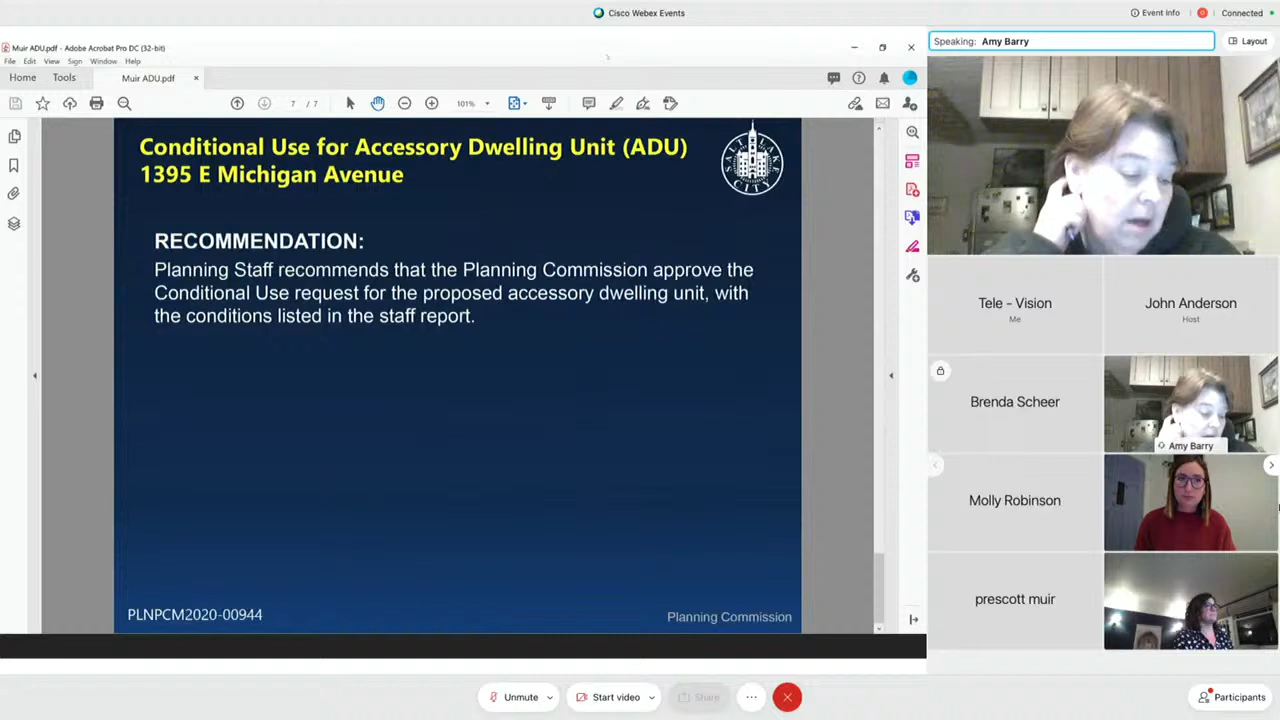 Cisco Webex Events
Event Info
Connected
Muir ADU.pdf - Adobe Acrobat Pro DC (32-bit)
File Edit View Sign Window Help
Home Tools Muir ADU.pdf ×
7 / 7
101%
Speaking: Amy Barry
Layout
Conditional Use for Accessory Dwelling Unit (ADU)
1395 E Michigan Avenue
SALT LAKE CITY
RECOMMENDATION:
Planning Staff recommends that the Planning Commission approve the
Conditional Use request for the proposed accessory dwelling unit, with
the conditions listed in the staff report.
PLNPCM2020-00944
Planning Commission
Tele - Vision
Me
John Anderson
Host
Brenda Scheer
Amy Barry
Molly Robinson
prescott muir
Unmute
Start video
Share
Participants